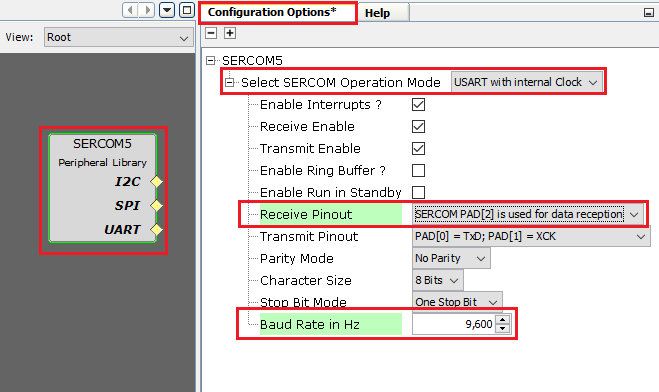 Configuration Options*
Help
View:
Root
SERCOM5
Peripheral Library
I2C
SPI
UART
SERCOM5
Select SERCOM Operation Mode USART with internal Clock
Enable Interrupts ?
Receive Enable
Transmit Enable
Enable Ring Buffer ?
Enable Run in Standby
Receive Pinout SERCOM PAD[2] is used for data reception
Transmit Pinout PAD[0] = TxD; PAD[1] = XCK
Parity Mode No Parity
Character Size 8 Bits
Stop Bit Mode One Stop Bit
Baud Rate in Hz 9,600